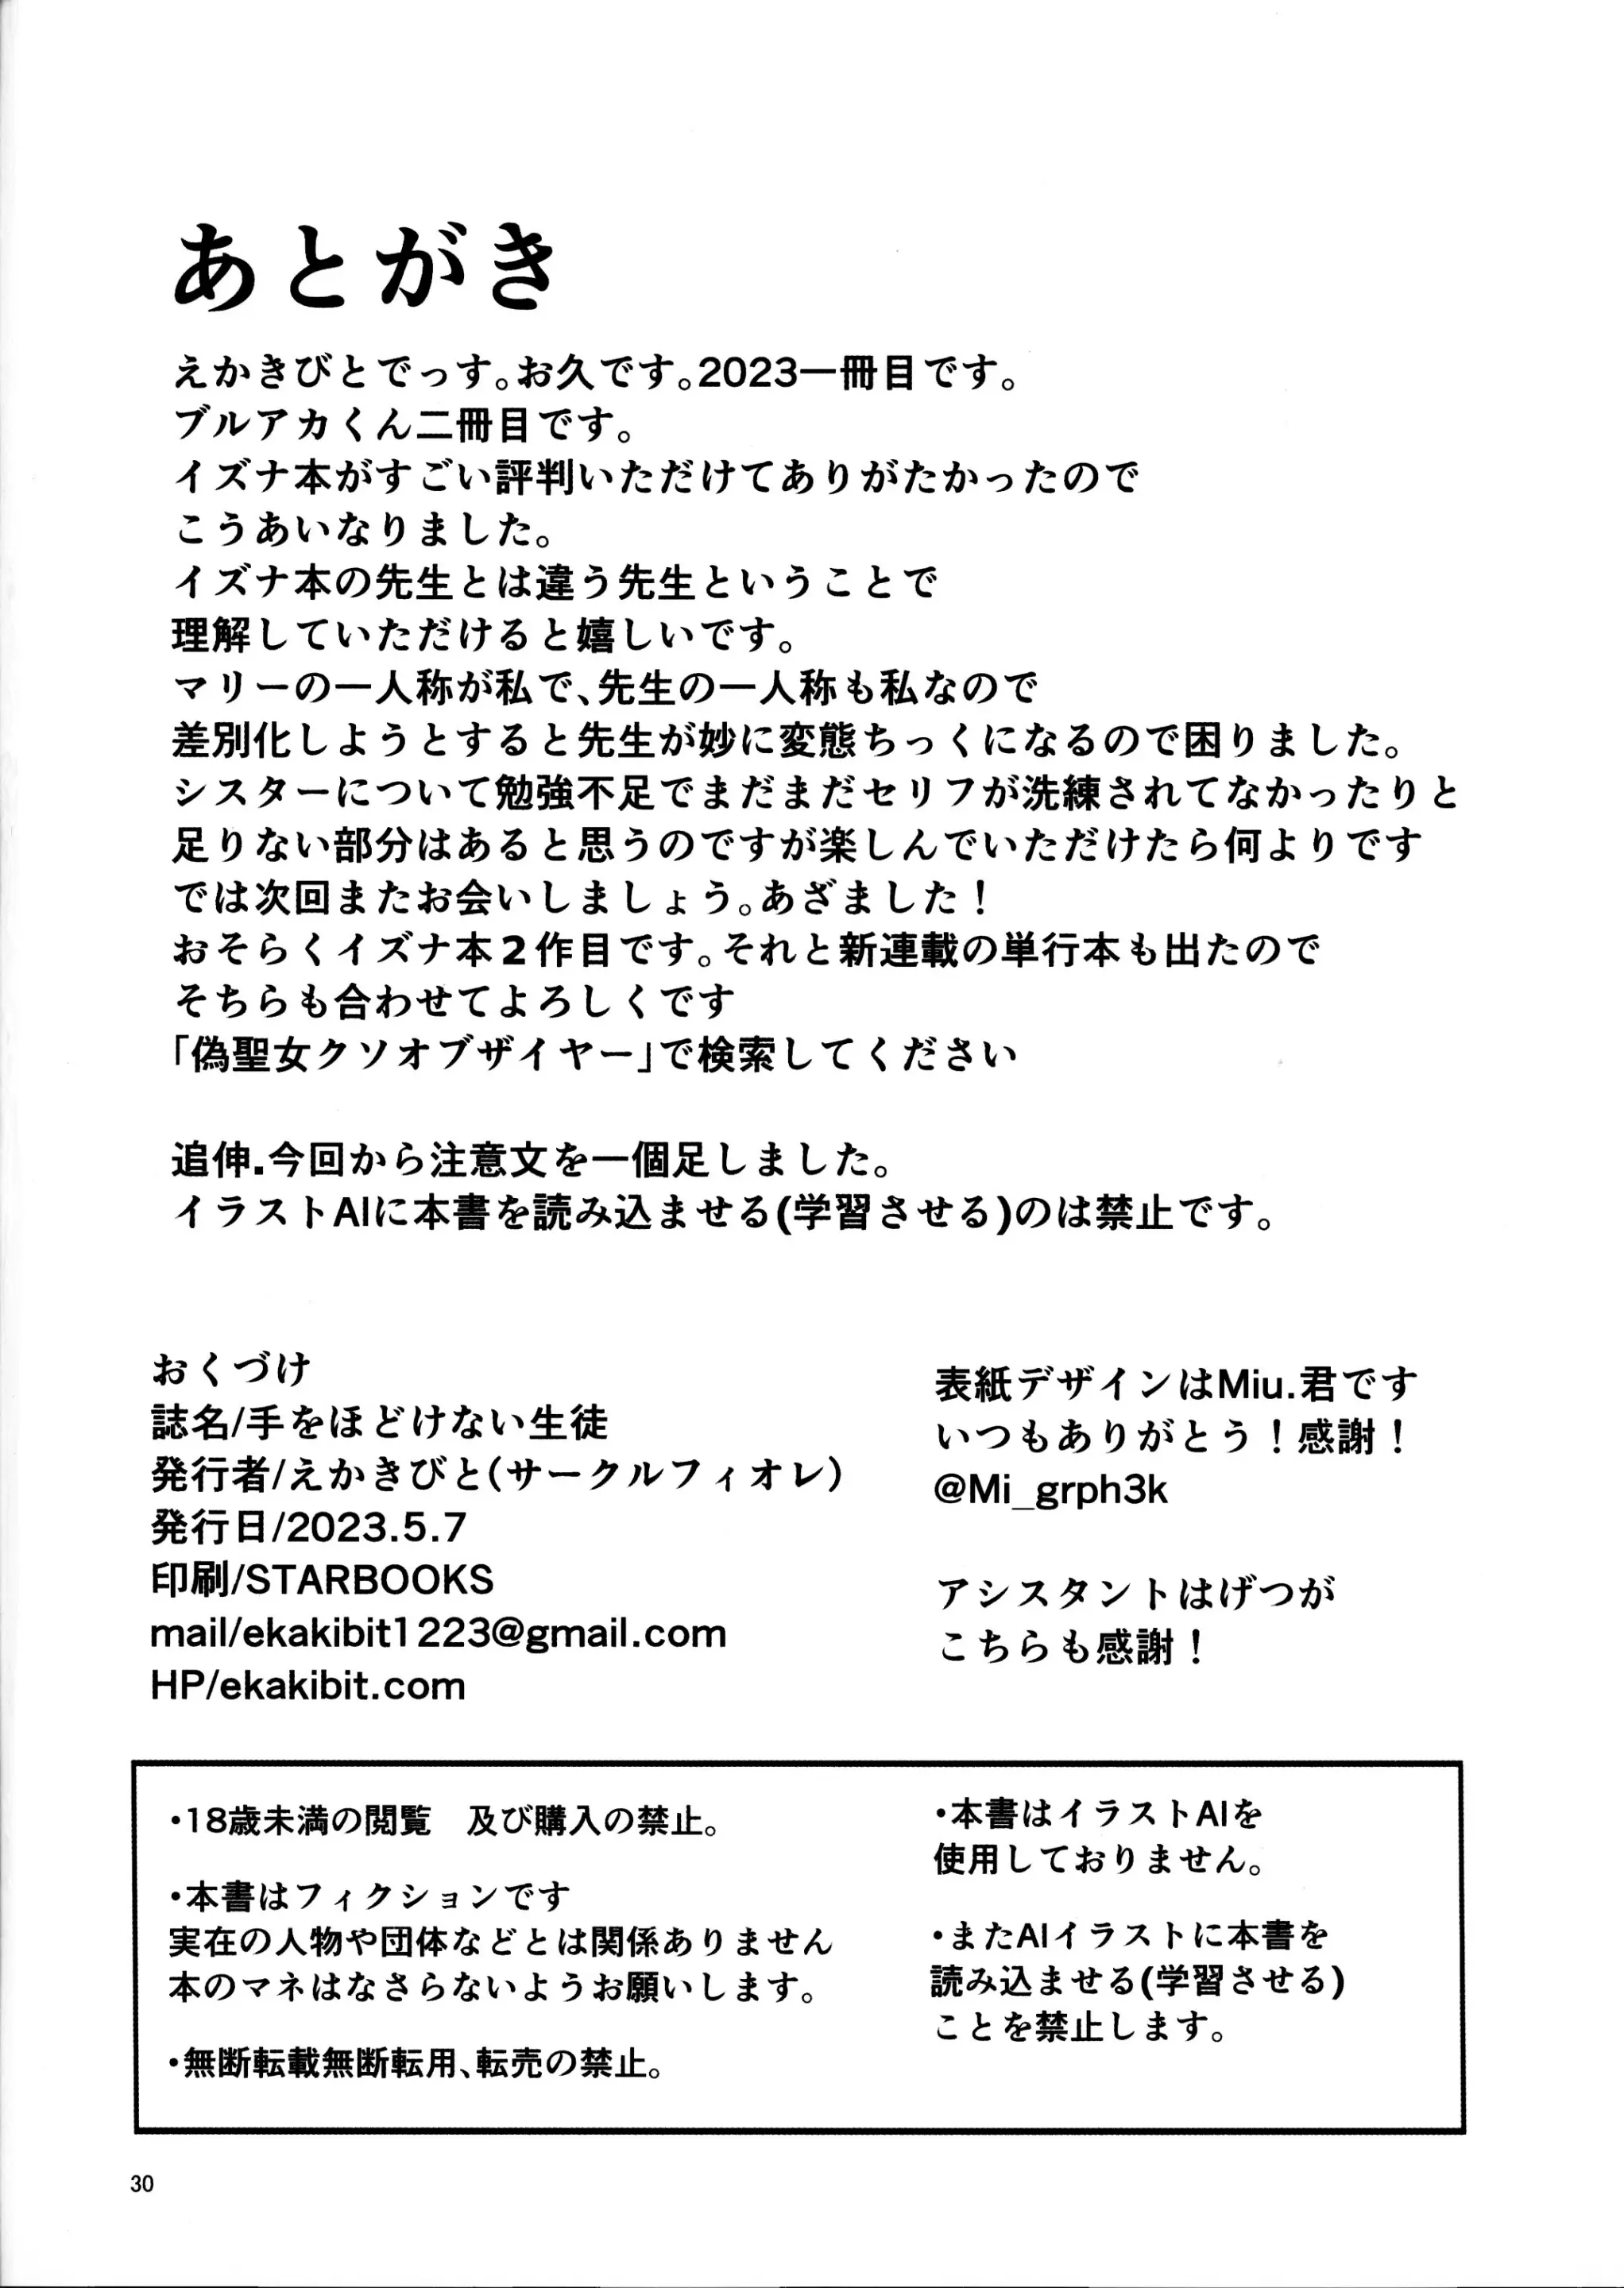 あとがき
えかきびとでっす。お久です。2023一冊目です。
ブルアカくん二冊目です。
イズナ本がすごい評判いただけてありがたかったので
こうあいなりました。
イズナ本の先生とは違う先生ということで
理解していただけると嬉しいです。
マリーの一人称が私で、先生の一人称も私なので
差別化しようとすると先生が妙に変態ちっくになるので困りました。
シスターについて勉強不足でまだまだセリフが洗練されてなかったりと
足りない部分はあると思うのですが楽しんでいただけたら何よりです
では次回またお会いしましょう。あざました！
おそらくイズナ本2作目です。それと新連載の単行本も出たので
そちらも合わせてよろしくです
「偽聖女クソオブザイヤー」で検索してください
追伸.今回から注意文を一個足しました。
イラストAIに本書を読み込ませる(学習させる)のは禁止です。
おくづけ
誌名/手をほどけない生徒
発行者/えかきびと(サークルフィオレ)
発行日/2023.5.7
印刷/STARBOOKS
mail/ekakibit1223@gmail.com
HP/ekakibit.com
表紙デザインはMiu.君です
いつもありがとう！感謝！
@Mi_grph3k
アシスタントはげつが
こちらも感謝！
・18歳未満の閲覧　及び購入の禁止。
・本書はフィクションです
実在の人物や団体などとは関係ありません
本のマネはなさらないようお願いします。
・無断転載無断転用、転売の禁止。
・本書はイラストAIを
使用しておりません。
・またAIイラストに本書を
読み込ませる(学習させる)
ことを禁止します。
30